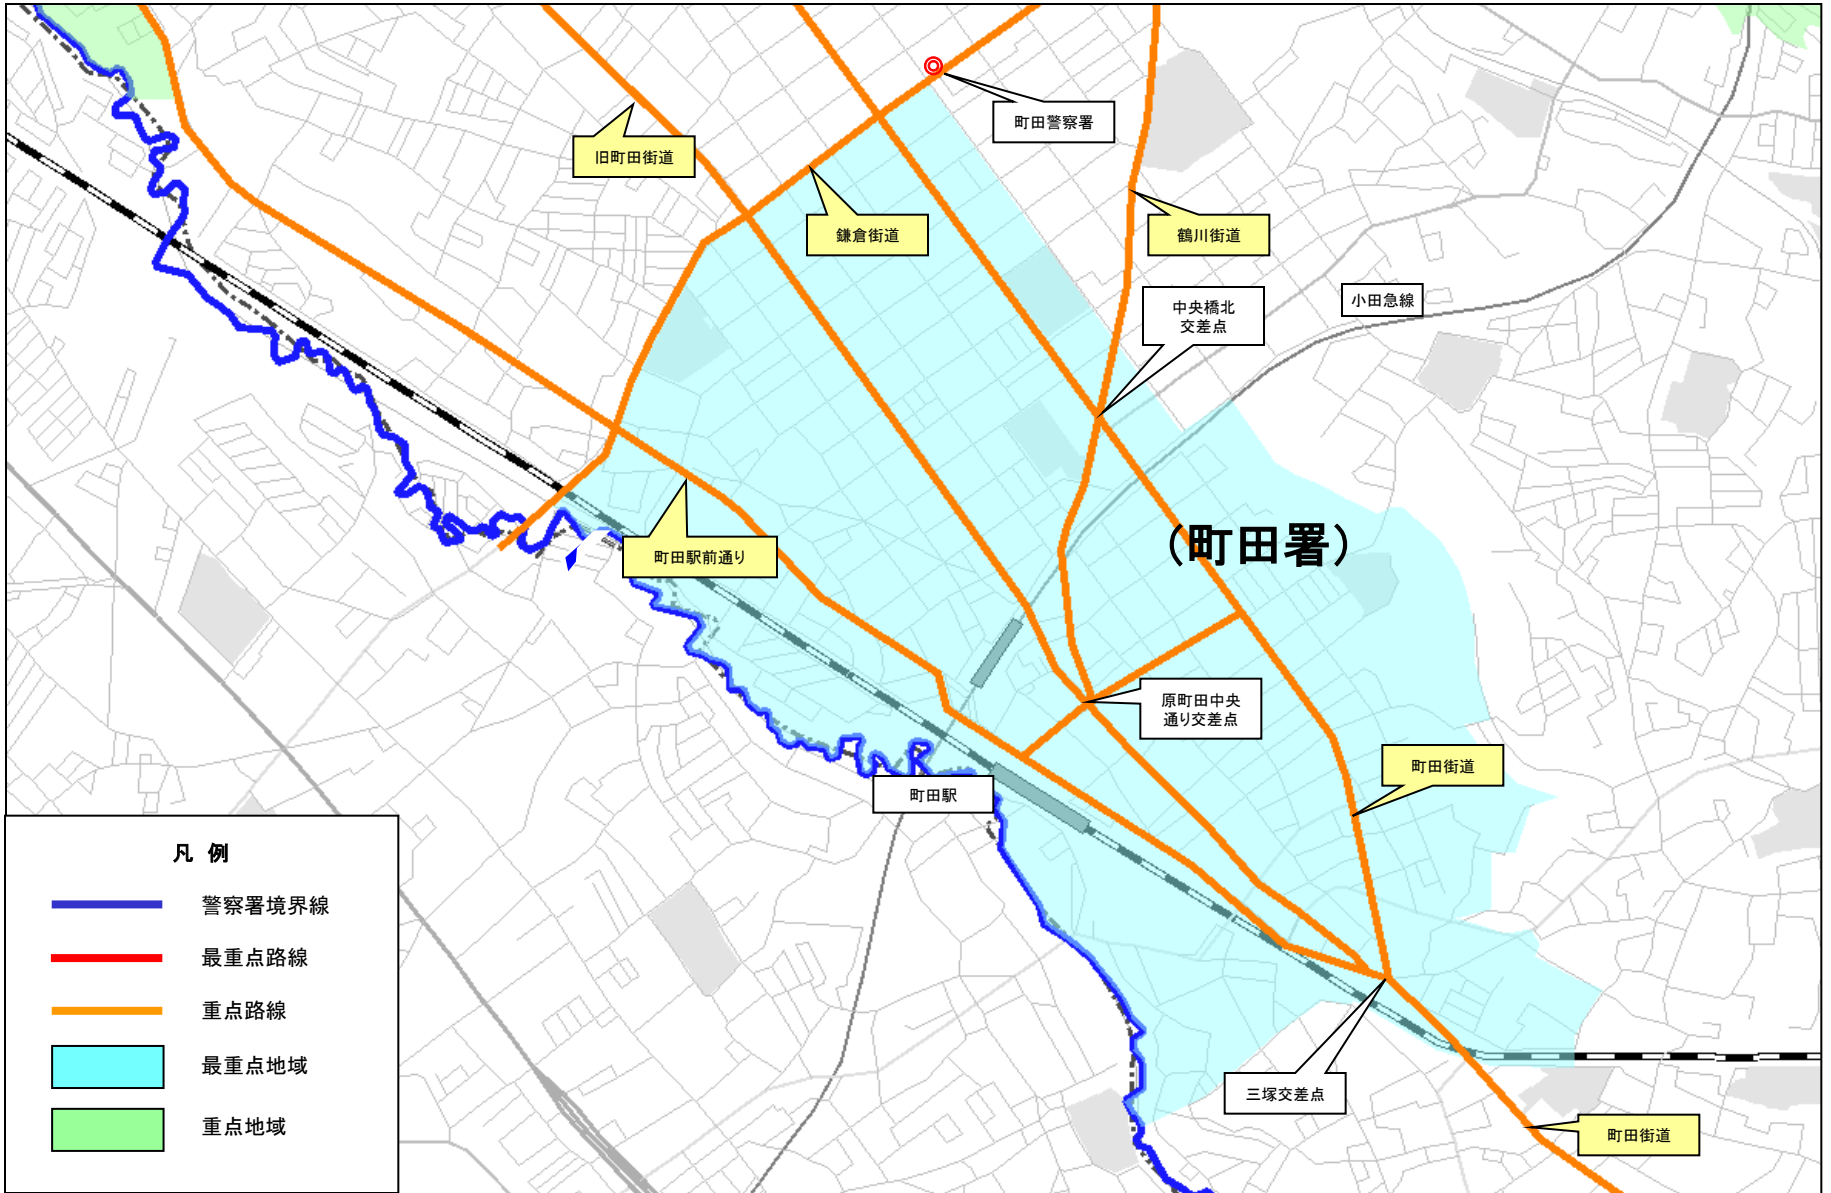 町田警察署
旧町田街道
鎌倉街道
鶴川街道
中央橋北
交差点
小田急線
(町田署)
町田駅前通り
原町田中央
通り交差点
町田街道
町田駅
凡 例
警察署境界線
最重点路線
重点路線
最重点地域
重点地域
三塚交差点
町田街道